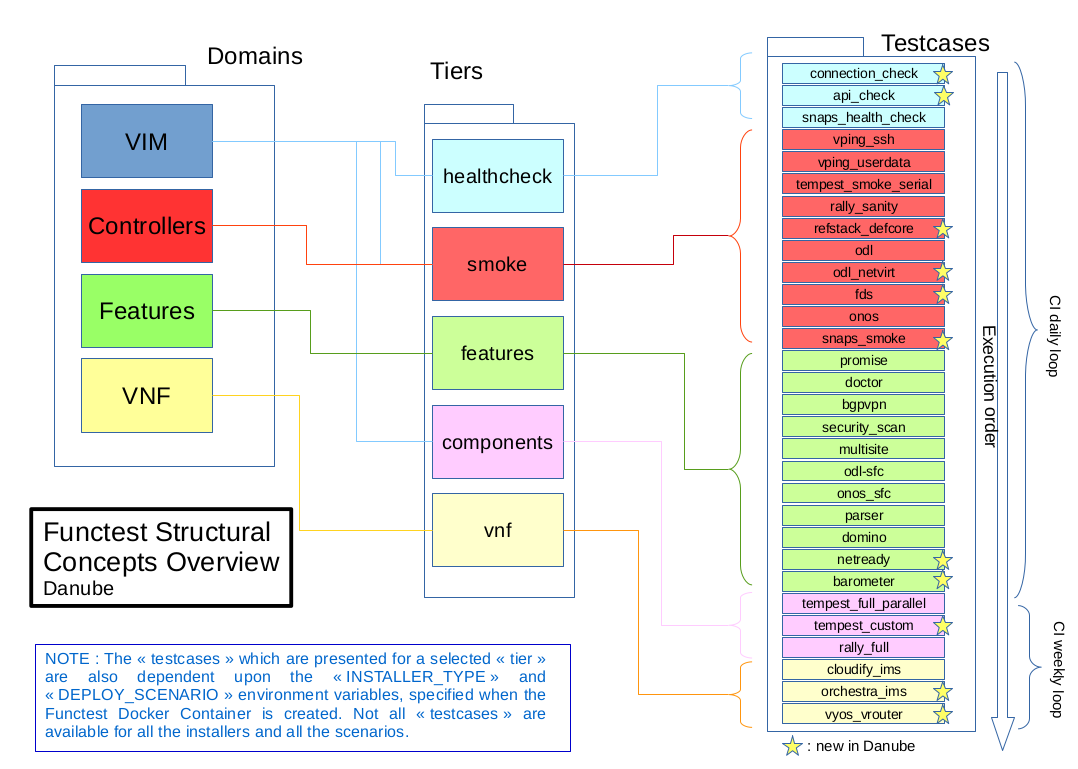 Domains
Tiers
Testcases
VIM
Controllers
Features
VNF
healthcheck
smoke
features
components
vnf
connection_check
api_check
snaps_health_check
vping_ssh
vping_userdata
tempest_smoke_serial
rally_sanity
refstack_defcore
odl
odl_netvirt
fds
onos
snaps_smoke
promise
doctor
bgpvpn
security_scan
multisite
odl-sfc
onos_sfc
parser
domino
netready
barometer
tempest_full_parallel
tempest_custom
rally_full
cloudify_ims
orchestra_ims
vyos_vrouter
Execution order
CI daily loop
CI weekly loop
: new in Danube
Functest Structural
Concepts Overview
Danube
NOTE : The « testcases » which are presented for a selected « tier »
are also dependent upon the « INSTALLER_TYPE » and
« DEPLOY_SCENARIO » environment variables, specified when the
Functest Docker Container is created. Not all « testcases » are
available for all the installers and all the scenarios.